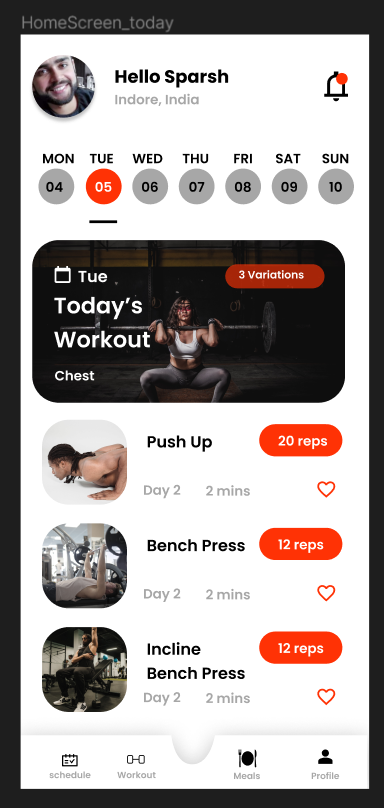 HomeScreen_today
Hello Sparsh
Indore, India
MON TUE WED THU FRI SAT SUN
04 05 06 07 08 09 10
Tue
3 Variations
Today's
Workout
Chest
Push Up
20 reps
Day 2 2 mins
Bench Press
12 reps
Day 2 2 mins
Incline
Bench Press
12 reps
Day 2 2 mins
schedule Workout Meals Profile